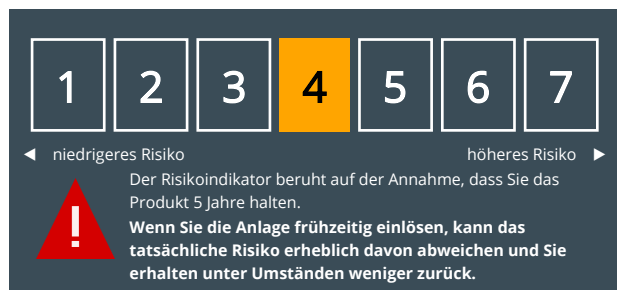 1 2 3 4 5 6 7
niedrigeres Risiko höheres Risiko
Der Risikoindikator beruht auf der Annahme, dass Sie das
Produkt 5 Jahre halten.
Wenn Sie die Anlage frühzeitig einlösen, kann das
tatsächliche Risiko erheblich davon abweichen und Sie
erhalten unter Umständen weniger zurück.
!